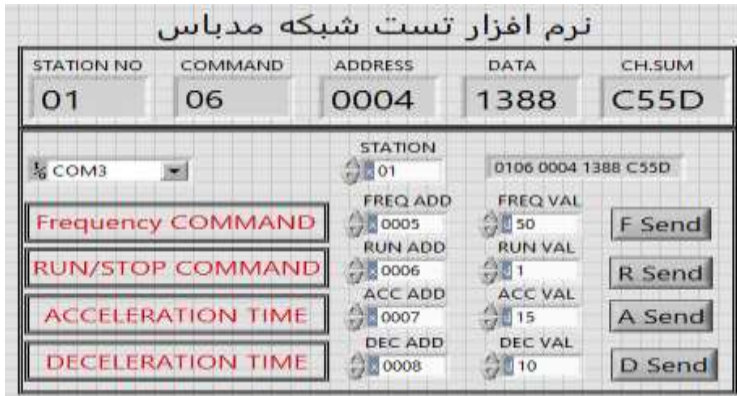 نرم افزار تست شبکه مدباس
STATION NO COMMAND ADDRESS DATA CH.SUM
01 06 0004 1388 C55D
STATION
COM3 x 01 0106 0004 1388 C55D
FREQ ADD FREQ VAL
Frequency COMMAND x 0005 d 50 F Send
RUN ADD RUN VAL
RUN/STOP COMMAND x 0006 d 1 R Send
ACC ADD ACC VAL
ACCELERATION TIME x 0007 d 15 A Send
DEC ADD DEC VAL
DECELERATION TIME x 0008 d 10 D Send